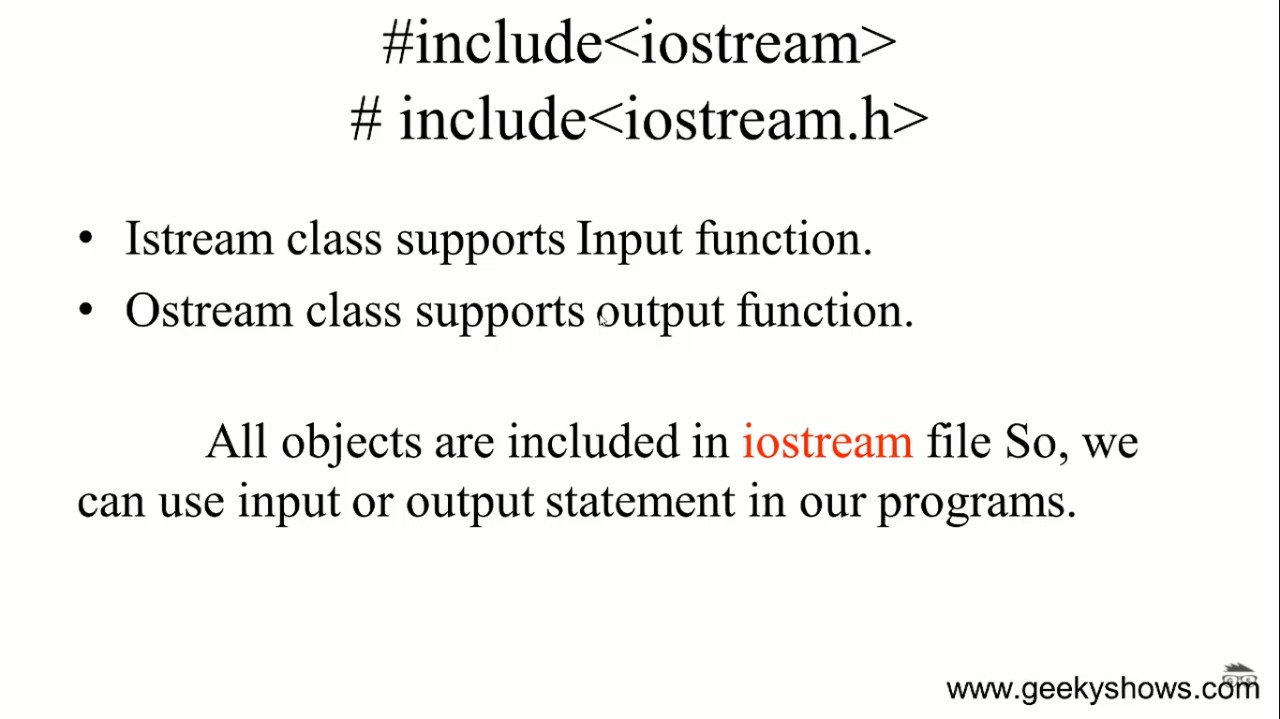 #include<iostream>
# include<iostream.h>
• Istream class supports Input function.
• Ostream class supports output function.
All objects are included in iostream file So, we
can use input or output statement in our programs.
www.geekyshows.com